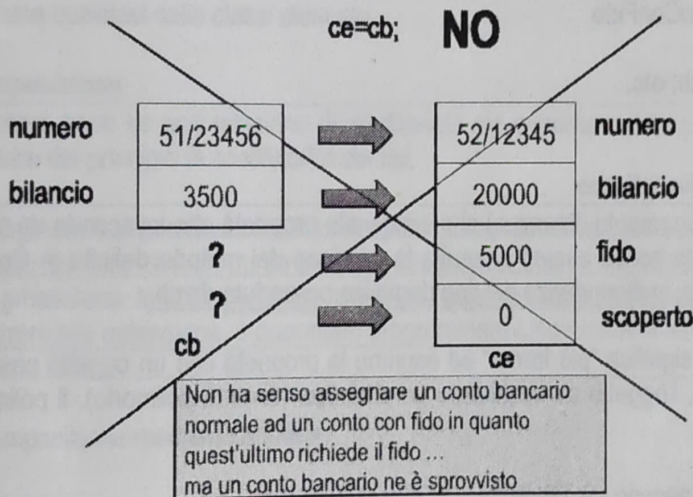 ce=cb; NO
numero 51/23456 52/12345 numero
bilancio 3500 20000 bilancio
? 5000 fido
? 0 scoperto
cb ce
Non ha senso assegnare un conto bancario
normale ad un conto con fido in quanto
quest'ultimo richiede il fido ...
ma un conto bancario ne è sprovvisto